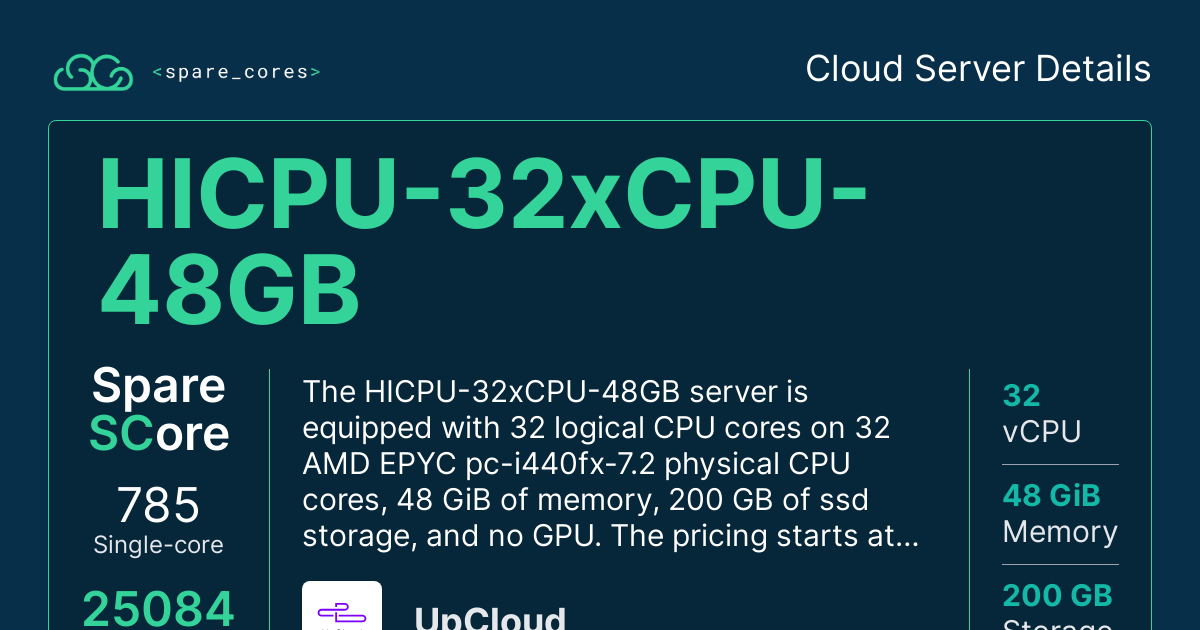 <spare_cores>
Cloud Server Details
HICPU-32xCPU-
48GB
Spare
SCore
785
Single-core
25084
The HICPU-32xCPU-48GB server is
equipped with 32 logical CPU cores on 32
AMD EPYC pc-i440fx-7.2 physical CPU
cores, 48 GiB of memory, 200 GB of ssd
storage, and no GPU. The pricing starts at...
UpCloud
32
vCPU
48 GiB
Memory
200 GB
Storage